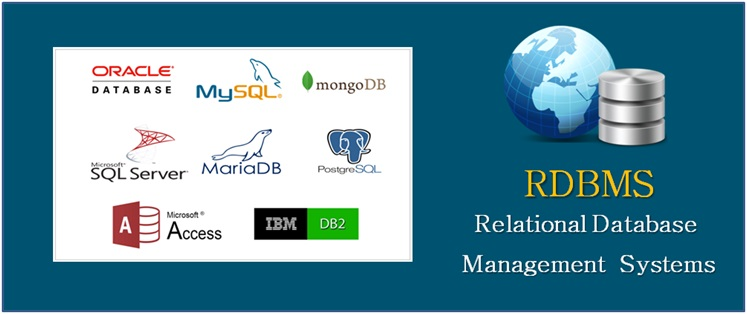 ORACLE
DATABASE
MySQL®
mongoDB
Microsoft®
SQL Server®
MariaDB
PostgreSQL
A
Microsoft®
Access
IBM
DB2
RDBMS
Relational Database
Management Systems